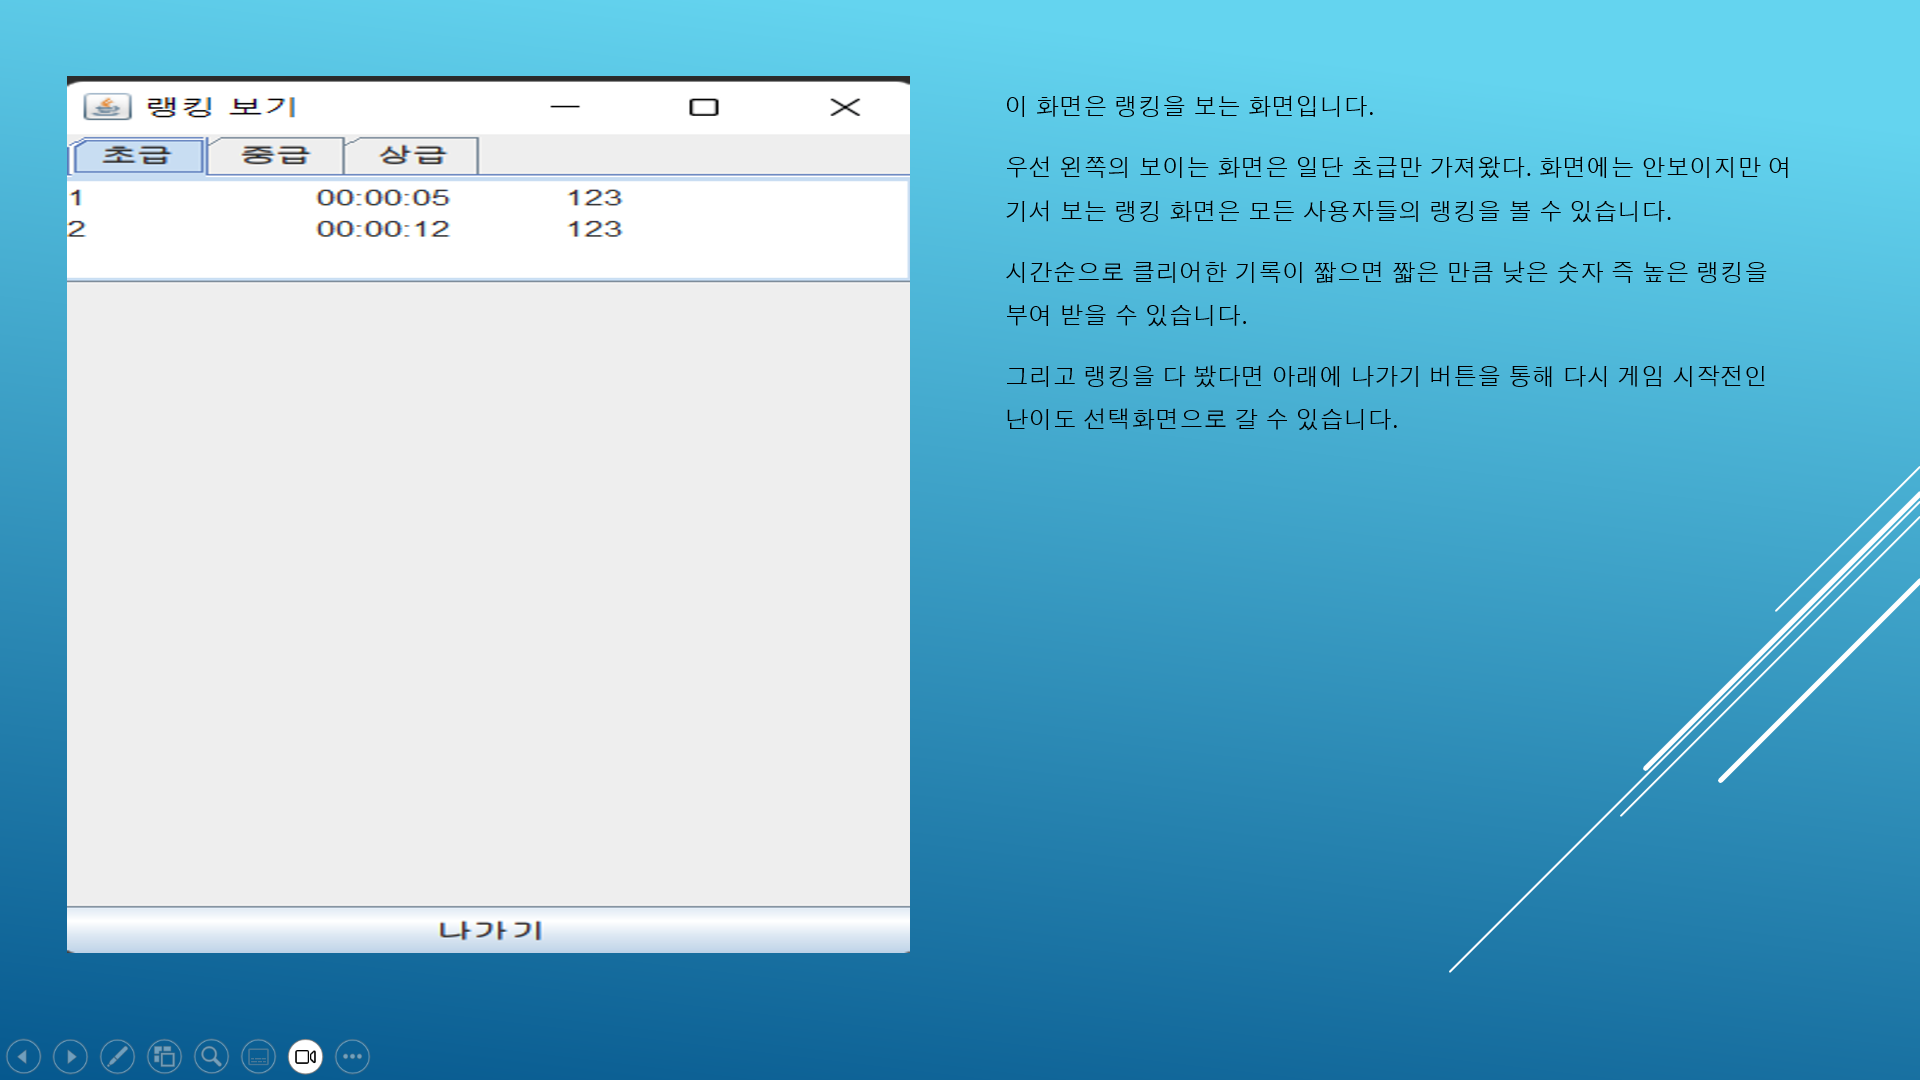 랭킹 보기
초급 중급 상급
1 00:00:05 123
2 00:00:12 123
나가기
이 화면은 랭킹을 보는 화면입니다.
우선 왼쪽의 보이는 화면은 일단 초급만 가져왔다. 화면에는 안보이지만 여
기서 보는 랭킹 화면은 모든 사용자들의 랭킹을 볼 수 있습니다.
시간순으로 클리어한 기록이 짧으면 짧은 만큼 낮은 숫자 즉 높은 랭킹을
부여 받을 수 있습니다.
그리고 랭킹을 다 봤다면 아래에 나가기 버튼을 통해 다시 게임 시작전인
난이도 선택화면으로 갈 수 있습니다.